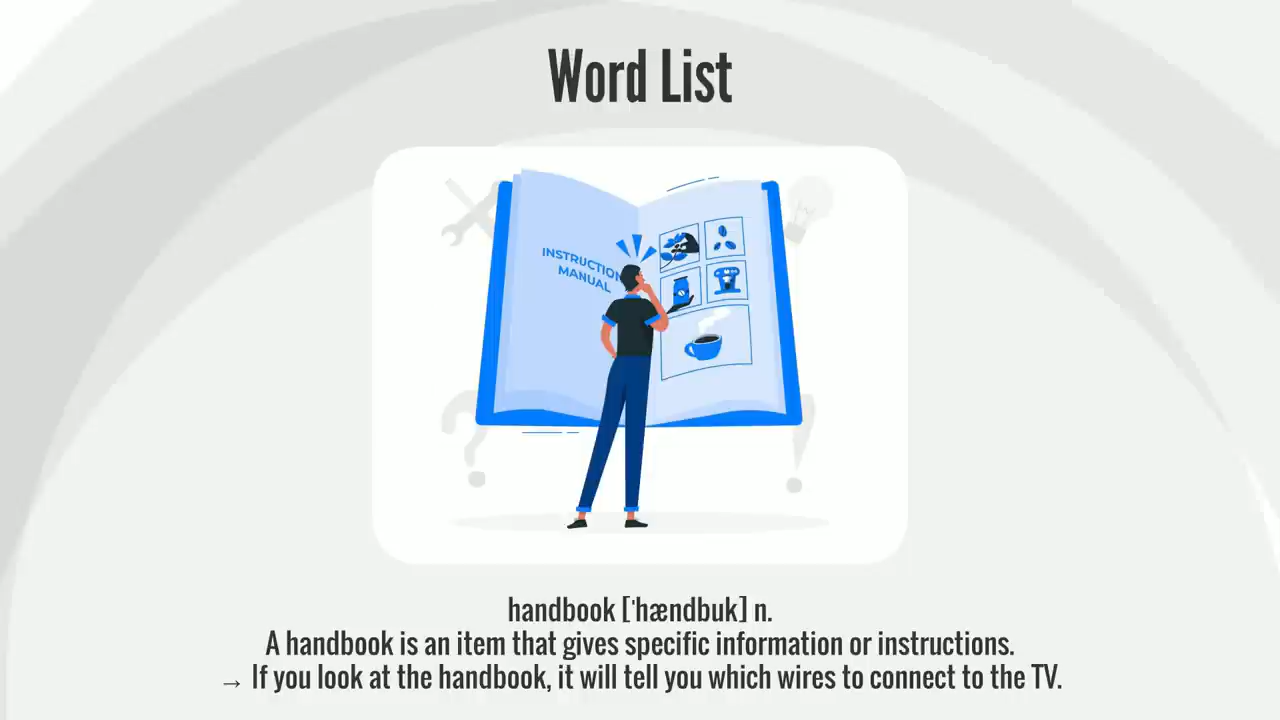 Word List
INSTRUCTION
MANUAL
handbook [ˈhændbuk] n.
A handbook is an item that gives specific information or instructions.
→ If you look at the handbook, it will tell you which wires to connect to the TV.